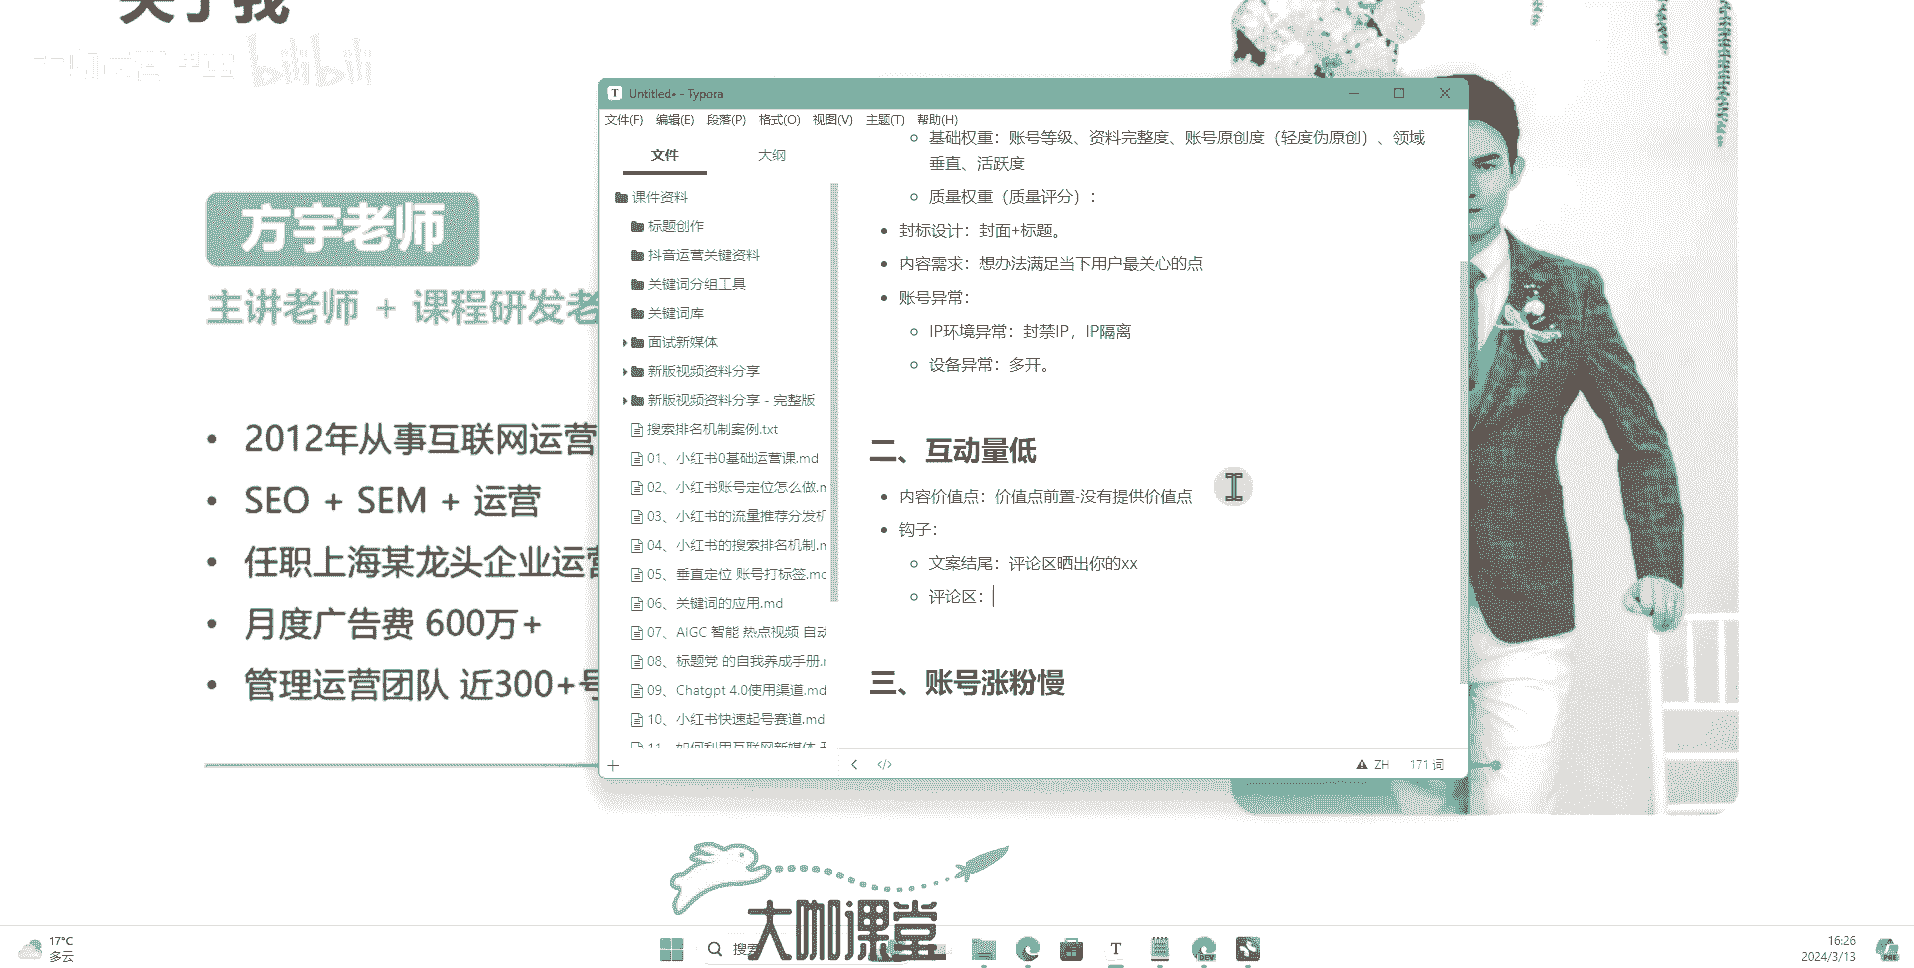 关于我
bilibili
方宇老师
主讲老师 + 课程研发老
• 2012年从事互联网运营
• SEO + SEM + 运营
• 任职上海某龙头企业运营
• 月度广告费 600万+
• 管理运营团队 近300+号
Untitled• - Typora
文件(F) 编辑(E) 段落(P) 格式(O) 视图(V) 主题(T) 帮助(H)
文件 大纲
课件资料
标题创作
抖音运营关键资料
关键词分组工具
关键词库
面试新媒体
新版视频资料分享
新版视频资料分享 - 完整版
搜索排名机制案例.txt
01、小红书0基础运营课.md
02、小红书账号定位怎么做.m
03、小红书的流量推荐分发机
04、小红书的搜索排名机制.m
05、垂直定位 账号打标签.md
06、关键词的应用.md
07、AIGC 智能 热点视频 自动
08、标题党 的自我养成手册.m
09、Chatgpt 4.0使用渠道.md
10、小红书快速起号赛道.md
11、如何利用互联网新媒体
基础权重：账号等级、资料完整度、账号原创度（轻度伪原创）、领域
垂直、活跃度
质量权重（质量评分）：
封标设计：封面+标题。
内容需求：想办法满足当下用户最关心的点
账号异常：
IP环境异常：封禁IP，IP隔离
设备异常：多开。
二、互动量低
内容价值点：价值点前置-没有提供价值点
钩子：
文案结尾：评论区晒出你的xx
评论区：
三、账号涨粉慢
ZH 171 词
大咖课堂
17°C
多云
搜索
16:26
2024/3/13